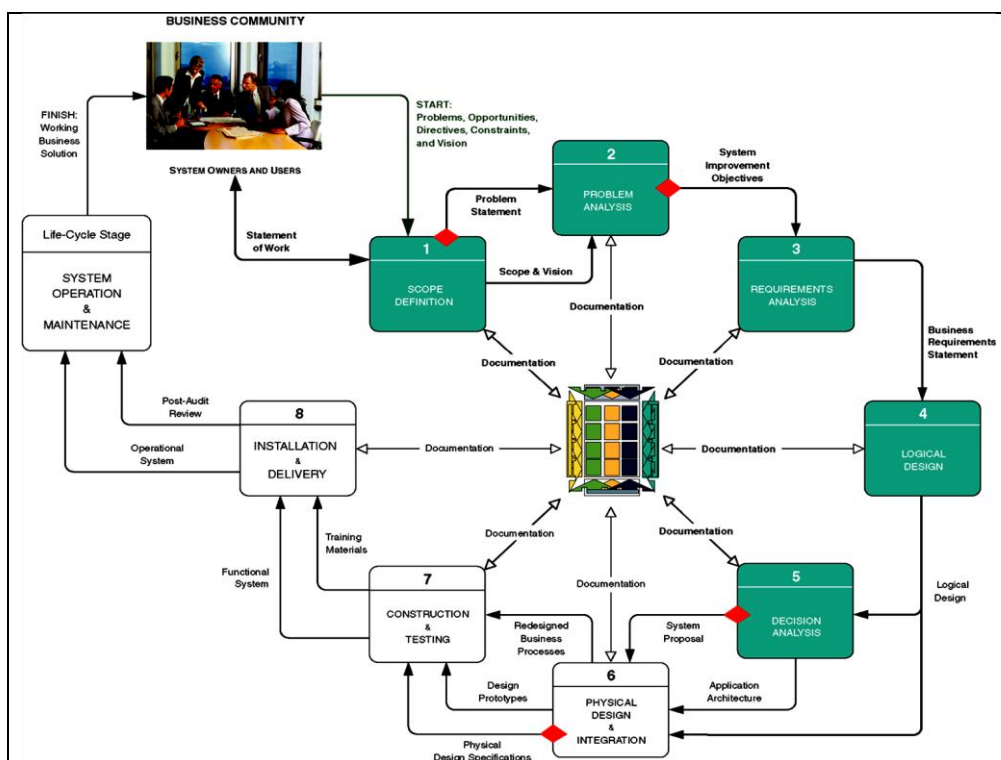 BUSINESS COMMUNITY
FINISH:
Working
Business
Solution
START:
Problems, Opportunities,
Directives, Constraints,
and Vision
SYSTEM OWNERS AND USERS
Statement
of Work
Problem
Statement
2
PROBLEM
ANALYSIS
System
Improvement
Objectives
Life-Cycle Stage
SYSTEM
OPERATION
&
MAINTENANCE
1
SCOPE
DEFINITION
Scope & Vision
3
REQUIREMENTS
ANALYSIS
Documentation
Documentation
Documentation
Business
Requirements
Statement
Post-Audit
Review
Operational
System
8
INSTALLATION
&
DELIVERY
Documentation
Documentation
4
LOGICAL
DESIGN
Training
Materials
Functional
System
Documentation
Documentation
Documentation
7
CONSTRUCTION
&
TESTING
5
DECISION
ANALYSIS
Logical
Design
Redesigned
Business
Processes
System
Proposal
6
PHYSICAL
DESIGN
&
INTEGRATION
Design
Prototypes
Application
Architecture
Physical
Design Specifications